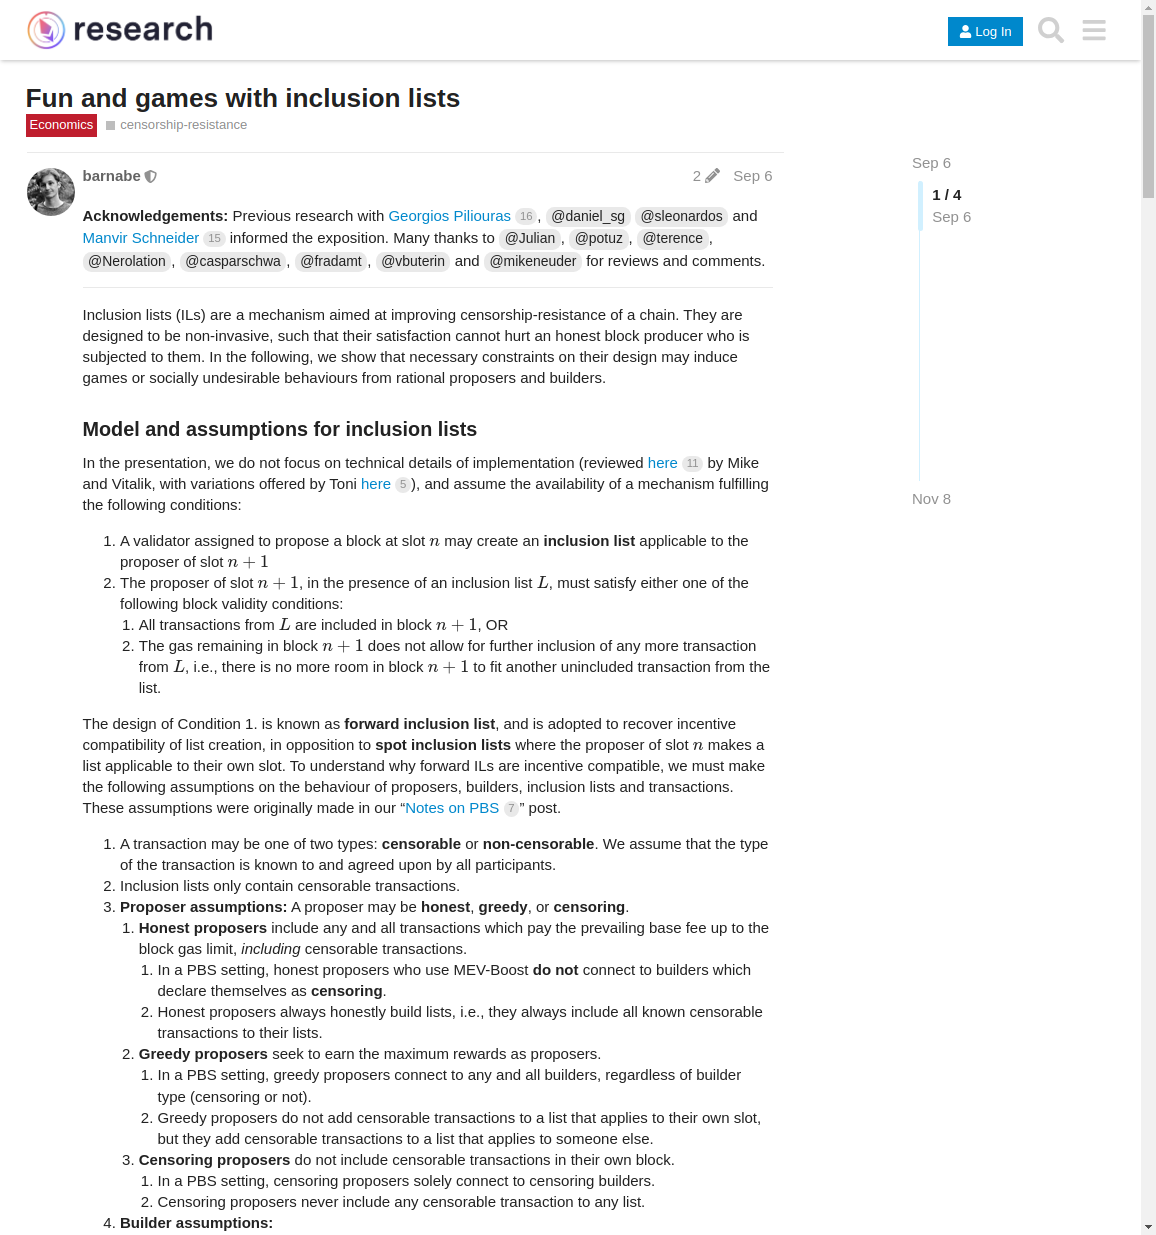 research
Log In
Fun and games with inclusion lists
Economics censorship-resistance
barnabe 2 Sep 6
Acknowledgements: Previous research with Georgios Piliouras 16, @daniel_sg @sleonardos and
Manvir Schneider 15 informed the exposition. Many thanks to @Julian, @potuz, @terence,
@Nerolation, @casparschwa, @fradamt, @vbuterin and @mikeneuder for reviews and comments.
Inclusion lists (ILs) are a mechanism aimed at improving censorship-resistance of a chain. They are
designed to be non-invasive, such that their satisfaction cannot hurt an honest block producer who is
subjected to them. In the following, we show that necessary constraints on their design may induce
games or socially undesirable behaviours from rational proposers and builders.
Model and assumptions for inclusion lists
In the presentation, we do not focus on technical details of implementation (reviewed here 11 by Mike
and Vitalik, with variations offered by Toni here 5), and assume the availability of a mechanism fulfilling
the following conditions:
1. A validator assigned to propose a block at slot n may create an inclusion list applicable to the
proposer of slot n + 1
2. The proposer of slot n + 1, in the presence of an inclusion list L, must satisfy either one of the
following block validity conditions:
1. All transactions from L are included in block n + 1, OR
2. The gas remaining in block n + 1 does not allow for further inclusion of any more transaction
from L, i.e., there is no more room in block n + 1 to fit another unincluded transaction from the
list.
The design of Condition 1. is known as forward inclusion list, and is adopted to recover incentive
compatibility of list creation, in opposition to spot inclusion lists where the proposer of slot n makes a
list applicable to their own slot. To understand why forward ILs are incentive compatible, we must make
the following assumptions on the behaviour of proposers, builders, inclusion lists and transactions.
These assumptions were originally made in our “Notes on PBS 7” post.
1. A transaction may be one of two types: censorable or non-censorable. We assume that the type
of the transaction is known to and agreed upon by all participants.
2. Inclusion lists only contain censorable transactions.
3. Proposer assumptions: A proposer may be honest, greedy, or censoring.
1. Honest proposers include any and all transactions which pay the prevailing base fee up to the
block gas limit, including censorable transactions.
1. In a PBS setting, honest proposers who use MEV-Boost do not connect to builders which
declare themselves as censoring.
2. Honest proposers always honestly build lists, i.e., they always include all known censorable
transactions to their lists.
2. Greedy proposers seek to earn the maximum rewards as proposers.
1. In a PBS setting, greedy proposers connect to any and all builders, regardless of builder
type (censoring or not).
2. Greedy proposers do not add censorable transactions to a list that applies to their own slot,
but they add censorable transactions to a list that applies to someone else.
3. Censoring proposers do not include censorable transactions in their own block.
1. In a PBS setting, censoring proposers solely connect to censoring builders.
2. Censoring proposers never include any censorable transaction to any list.
4. Builder assumptions:
Sep 6
1 / 4
Sep 6
Nov 8